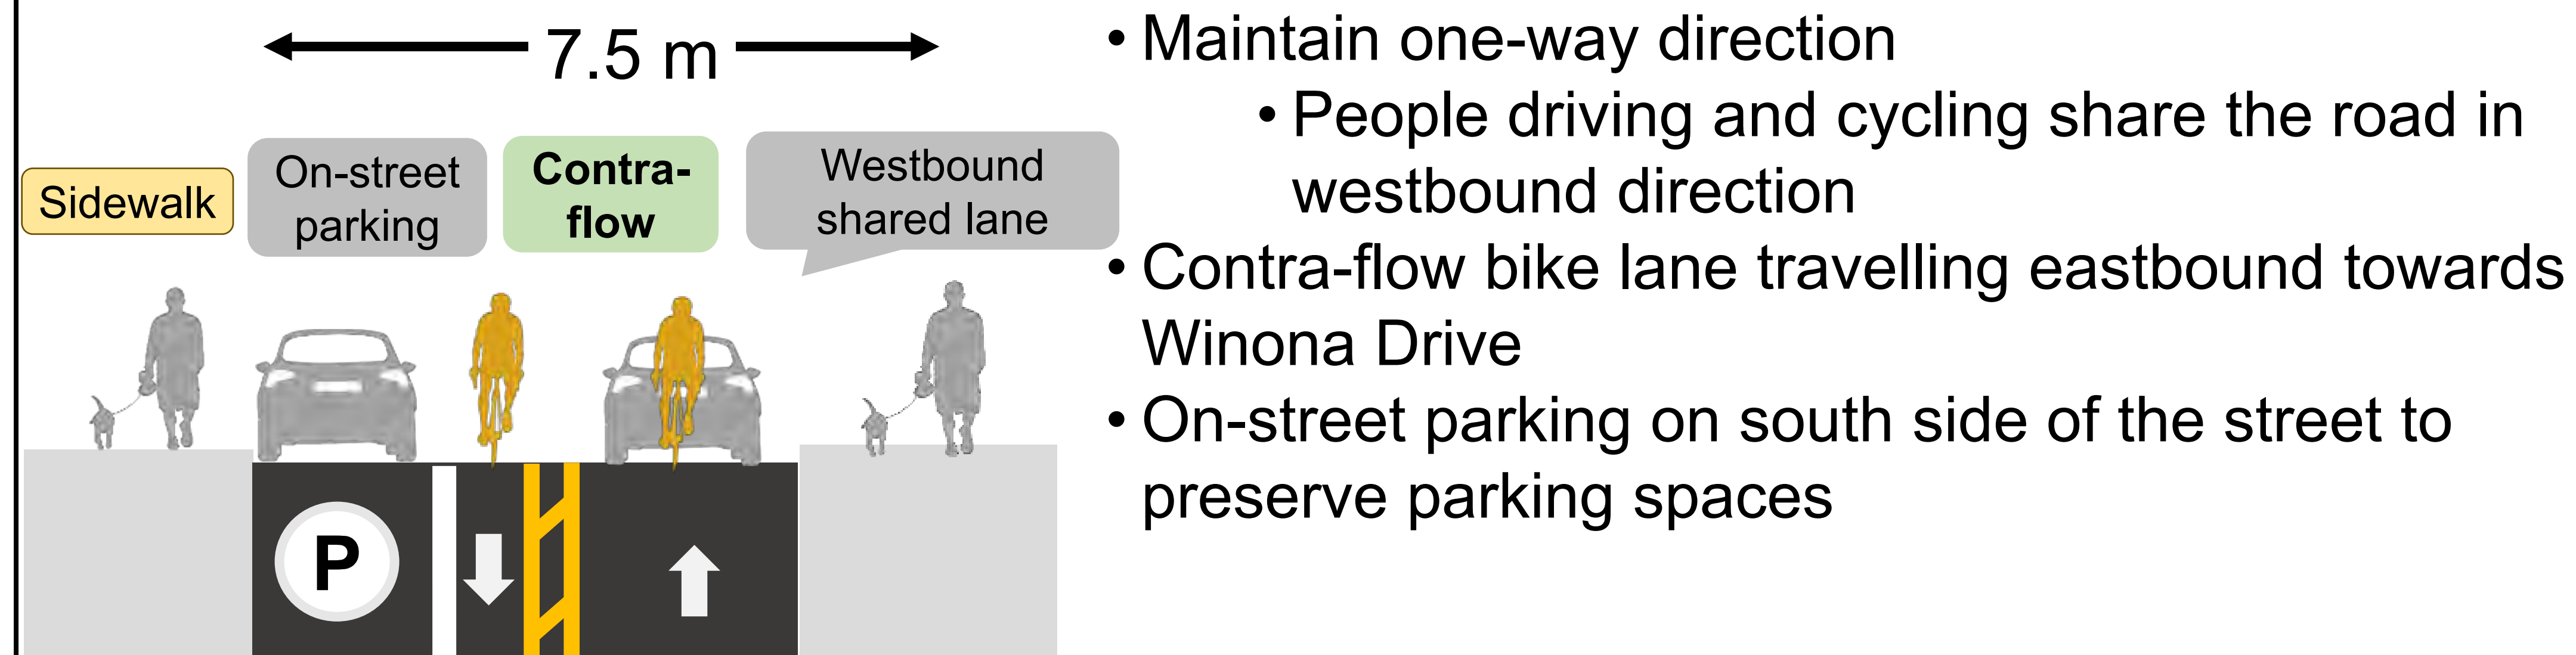 7.5 m
Sidewalk
On-street
parking
Contra-
flow
Westbound
shared lane
P
• Maintain one-way direction
• People driving and cycling share the road in
westbound direction
• Contra-flow bike lane travelling eastbound towards
Winona Drive
• On-street parking on south side of the street to
preserve parking spaces